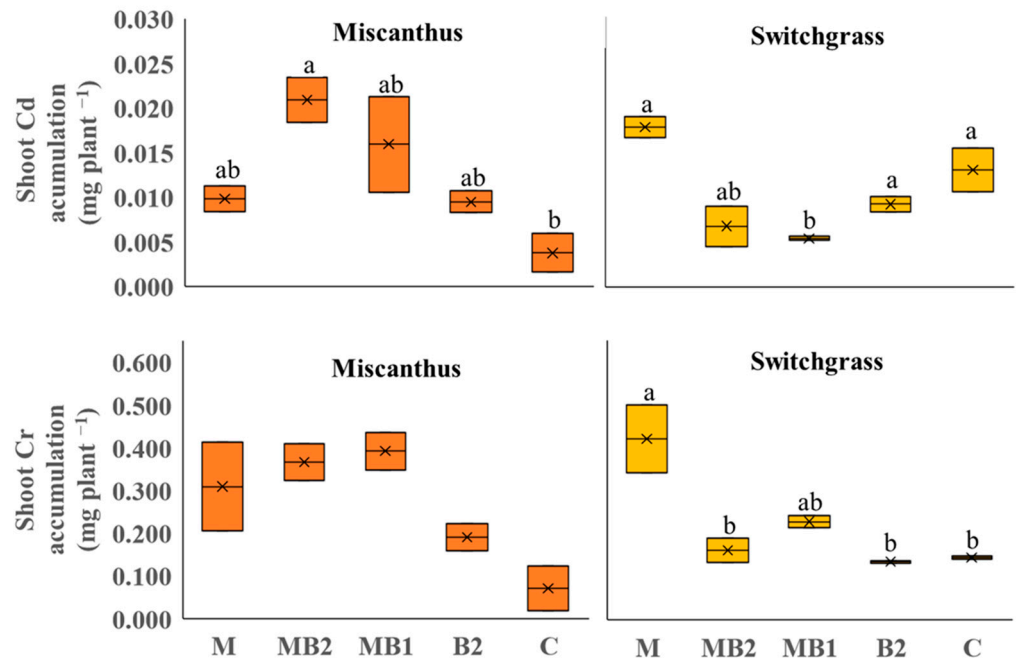 Miscanthus
Switchgrass
Shoot Cd
acumulation
(mg plant ⁻¹)
0.030
0.025
0.020
0.015
0.010
0.005
0.000
ab
a
ab
ab
b
a
ab
b
a
a
Miscanthus
Switchgrass
Shoot Cr
accumulation
(mg plant ⁻¹)
0.600
0.500
0.400
0.300
0.200
0.100
0.000
a
b
ab
b
b
M MB2 MB1 B2 C
M MB2 MB1 B2 C